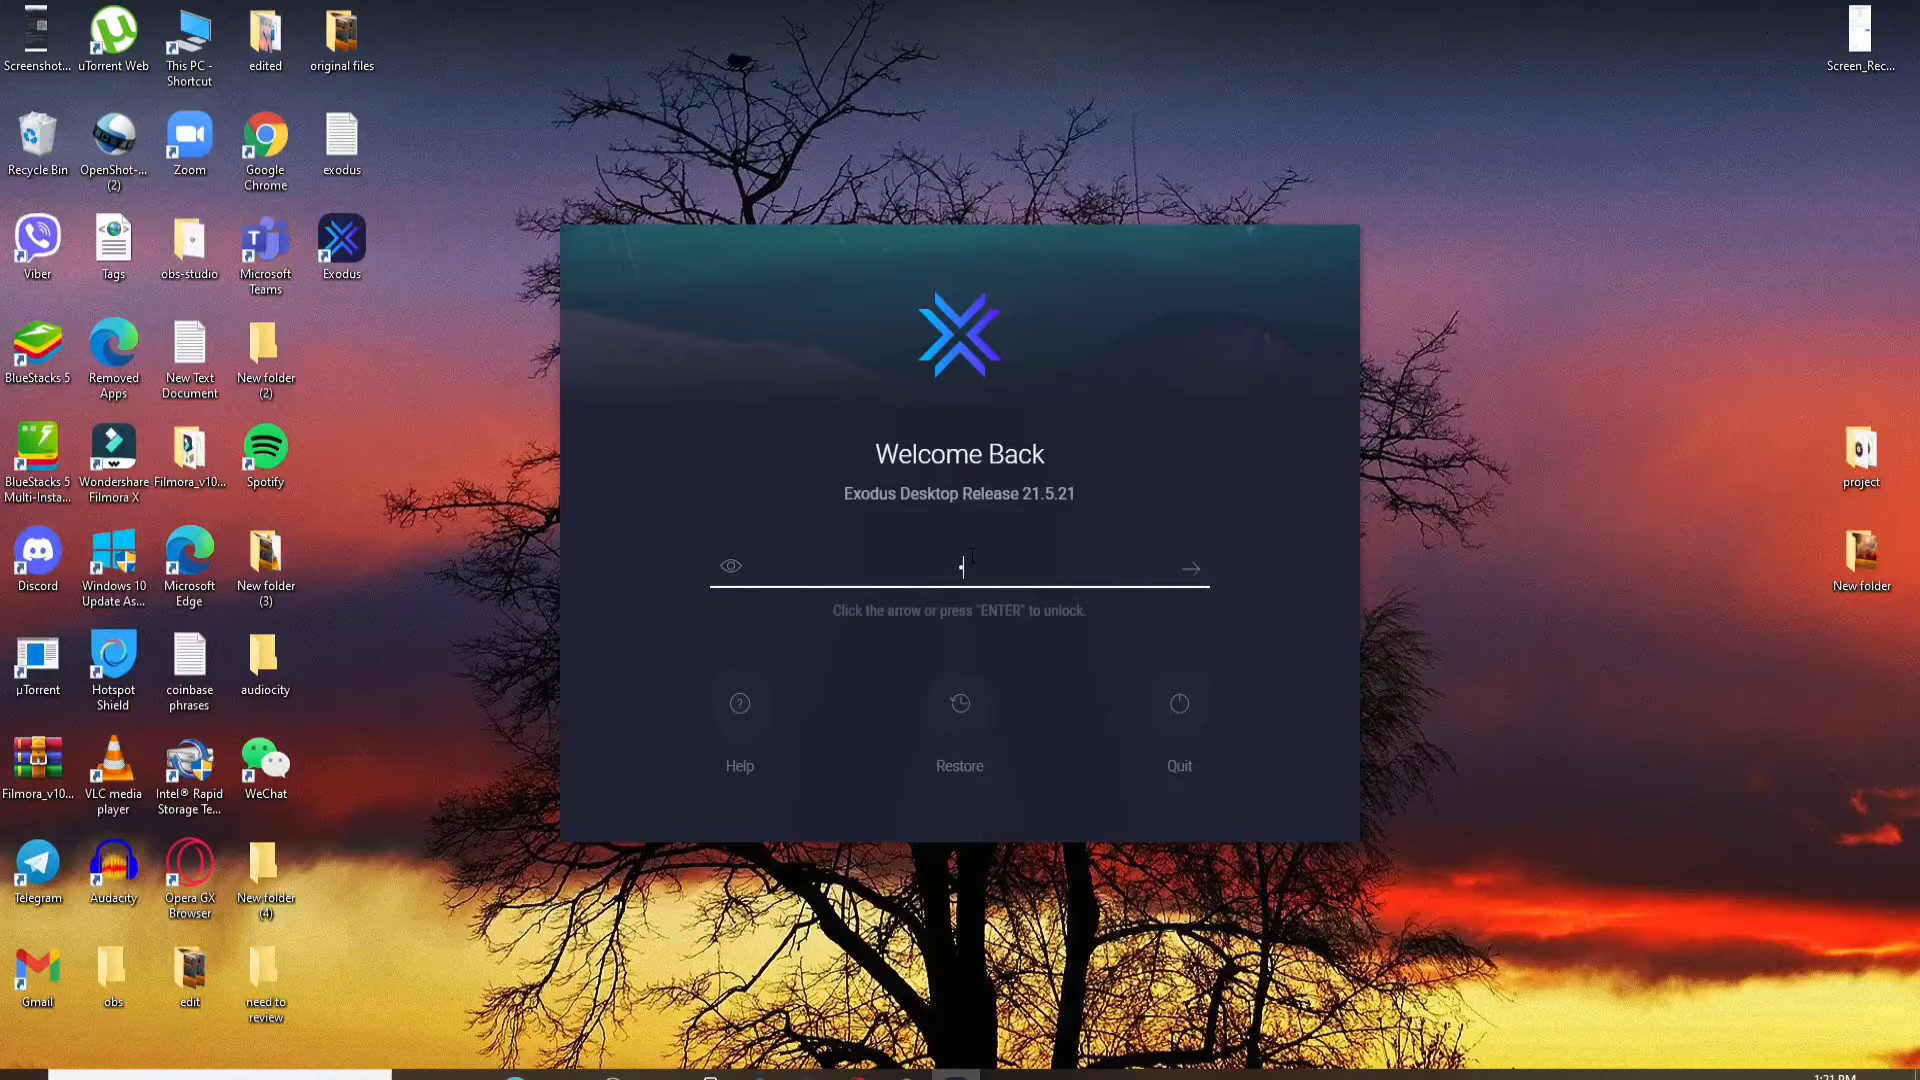 Screenshot...
uTorrent Web
This PC -
Shortcut
edited
original files
Screen_Rec...
Recycle Bin
OpenShot-...
(2)
Zoom
Google
Chrome
exodus
Viber
Tags
obs-studio
Microsoft
Teams
Exodus
BlueStacks 5
Removed
Apps
New Text
Document
New folder
(2)
BlueStacks 5
Multi-Insta...
Wondershare
Filmora X
Filmora_v10...
Spotify
project
Discord
Windows 10
Update As...
Microsoft
Edge
New folder
(3)
New folder
µTorrent
Hotspot
Shield
coinbase
phrases
audiocity
Filmora_v10...
VLC media
player
Intel® Rapid
Storage Te...
WeChat
Telegram
Audacity
Opera GX
Browser
New folder
(4)
Gmail
obs
edit
need to
review
Welcome Back
Exodus Desktop Release 21.5.21
Click the arrow or press "ENTER" to unlock.
Help
Restore
Quit
1:21 PM